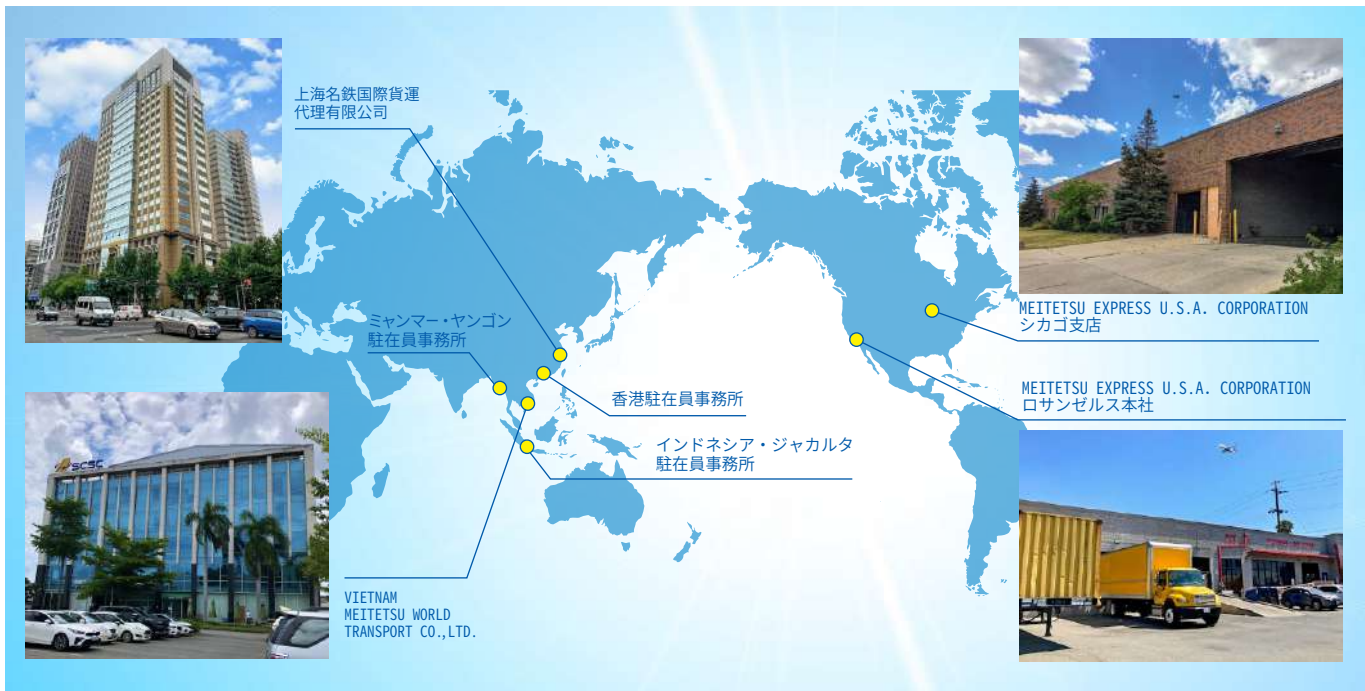 上海名鉄国際貨運
代理有限公司
ミャンマー・ヤンゴン
駐在員事務所
香港駐在員事務所
インドネシア・ジャカルタ
駐在員事務所
VIETNAM
MEITETSU WORLD
TRANSPORT CO.,LTD.
MEITETSU EXPRESS U.S.A. CORPORATION
シカゴ支店
MEITETSU EXPRESS U.S.A. CORPORATION
ロサンゼルス本社
SCSC